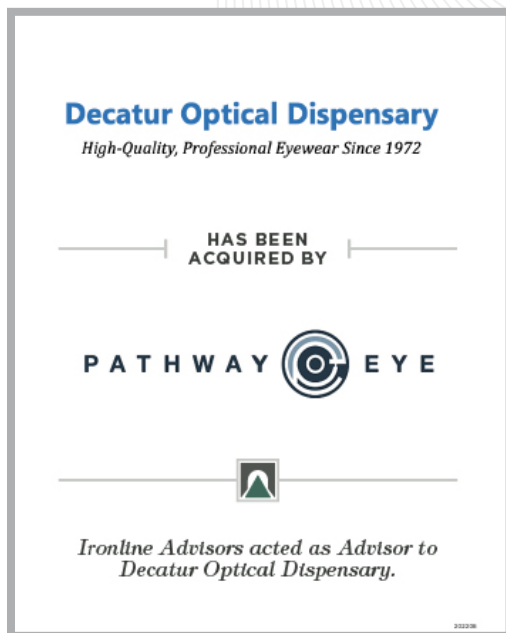 Decatur Optical Dispensary
High-Quality, Professional Eyewear Since 1972
HAS BEEN
ACQUIRED BY
PATHWAY EYE
Ironline Advisors acted as Advisor to
Decatur Optical Dispensary.